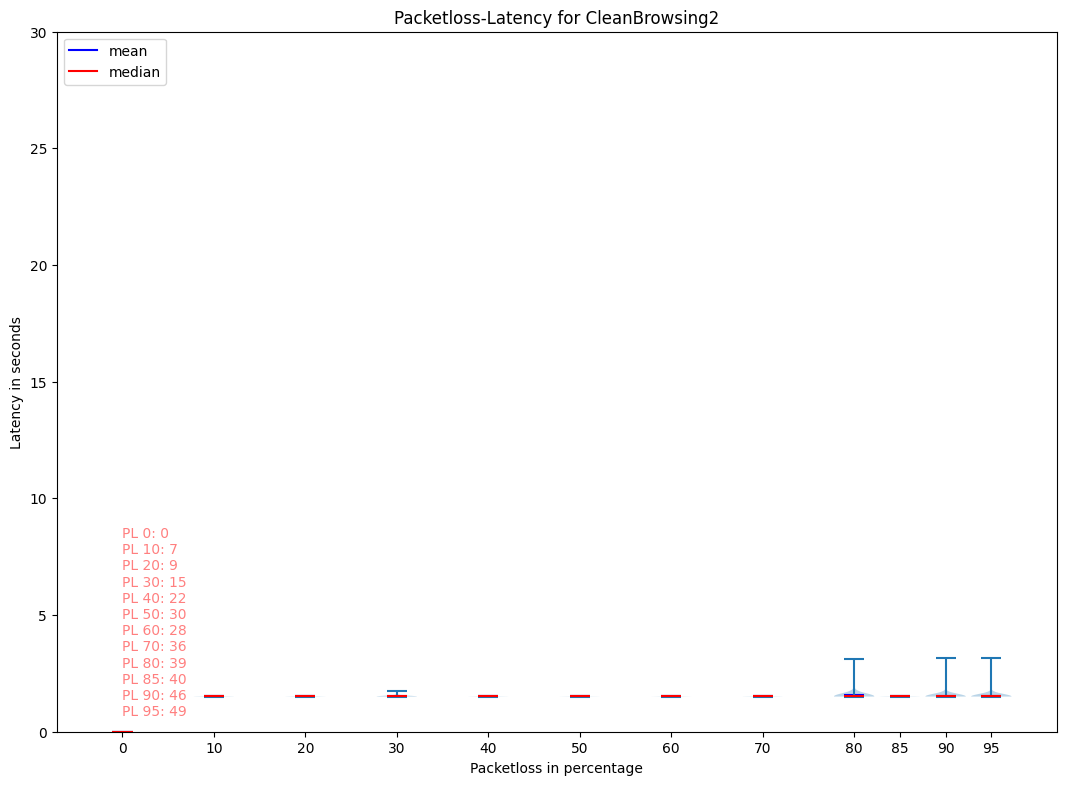 Packetloss-Latency for CleanBrowsing2
mean
median
30
25
20
15
10
5
0
Latency in seconds
PL 0: 0
PL 10: 7
PL 20: 9
PL 30: 15
PL 40: 22
PL 50: 30
PL 60: 28
PL 70: 36
PL 80: 39
PL 85: 40
PL 90: 46
PL 95: 49
0 10 20 30 40 50 60 70 80 85 90 95
Packetloss in percentage